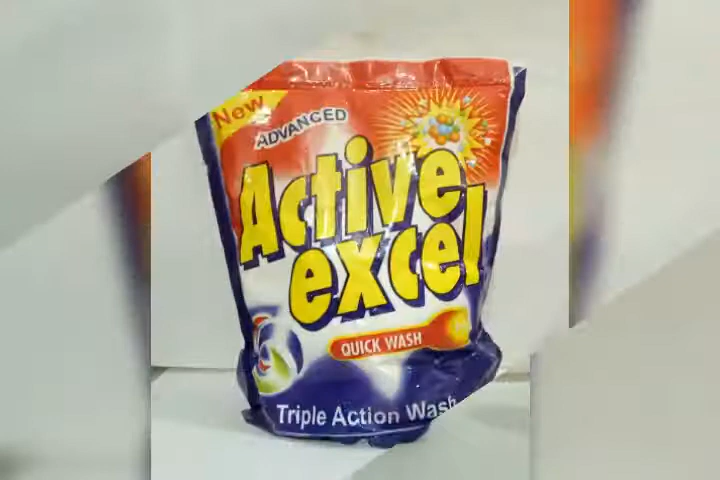 New
ADVANCED
Active
excel
QUICK WASH
Triple Action Wash